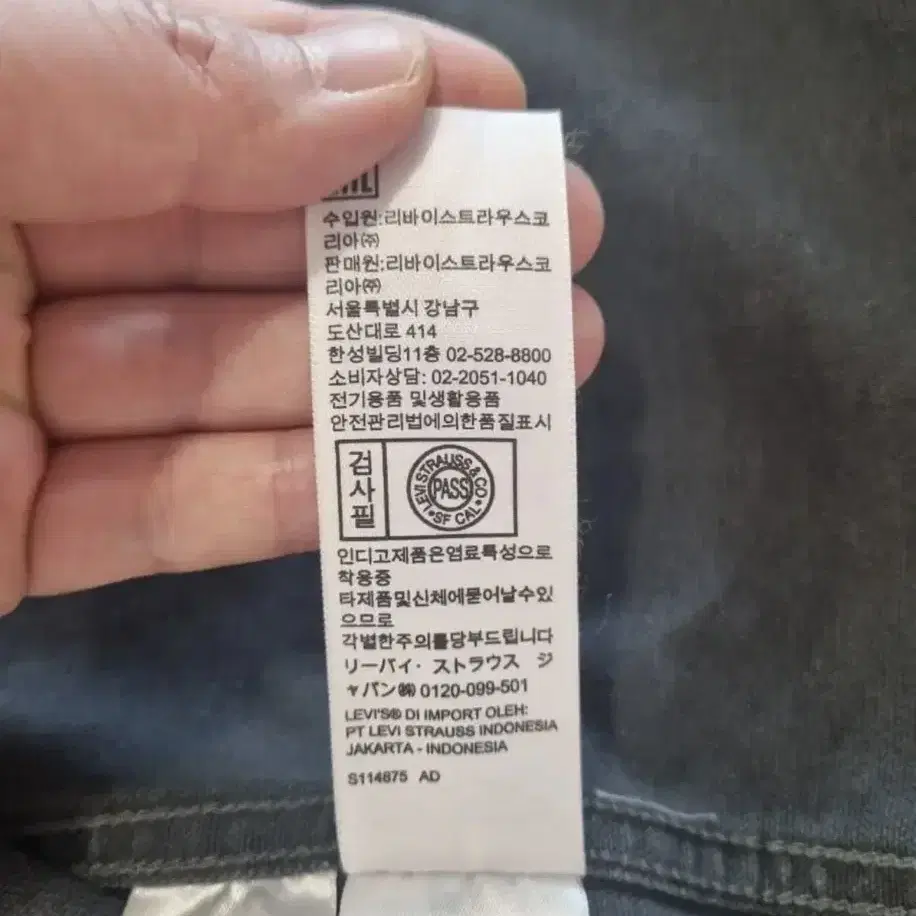 수입원:리바이스트라우스코
리아㈜
판매원:리바이스트라우스코
리아㈜
서울특별시 강남구
도산대로 414
한성빌딩11층 02-528-8800
소비자상담: 02-2051-1040
전기용품 및생활용품
안전관리법에의한품질표시
검사필
LEVI STRAUSS & CO
PASS
SF CAL
인디고제품은염료특성으로
착용중
타제품및신체에묻어날수있
으므로
각별한주의를당부드립니다
リーバイ・ストラウス ジ
ャパン㈱ 0120-099-501
LEVI'S® DI IMPORT OLEH:
PT LEVI STRAUSS INDONESIA
JAKARTA - INDONESIA
S114875 AD